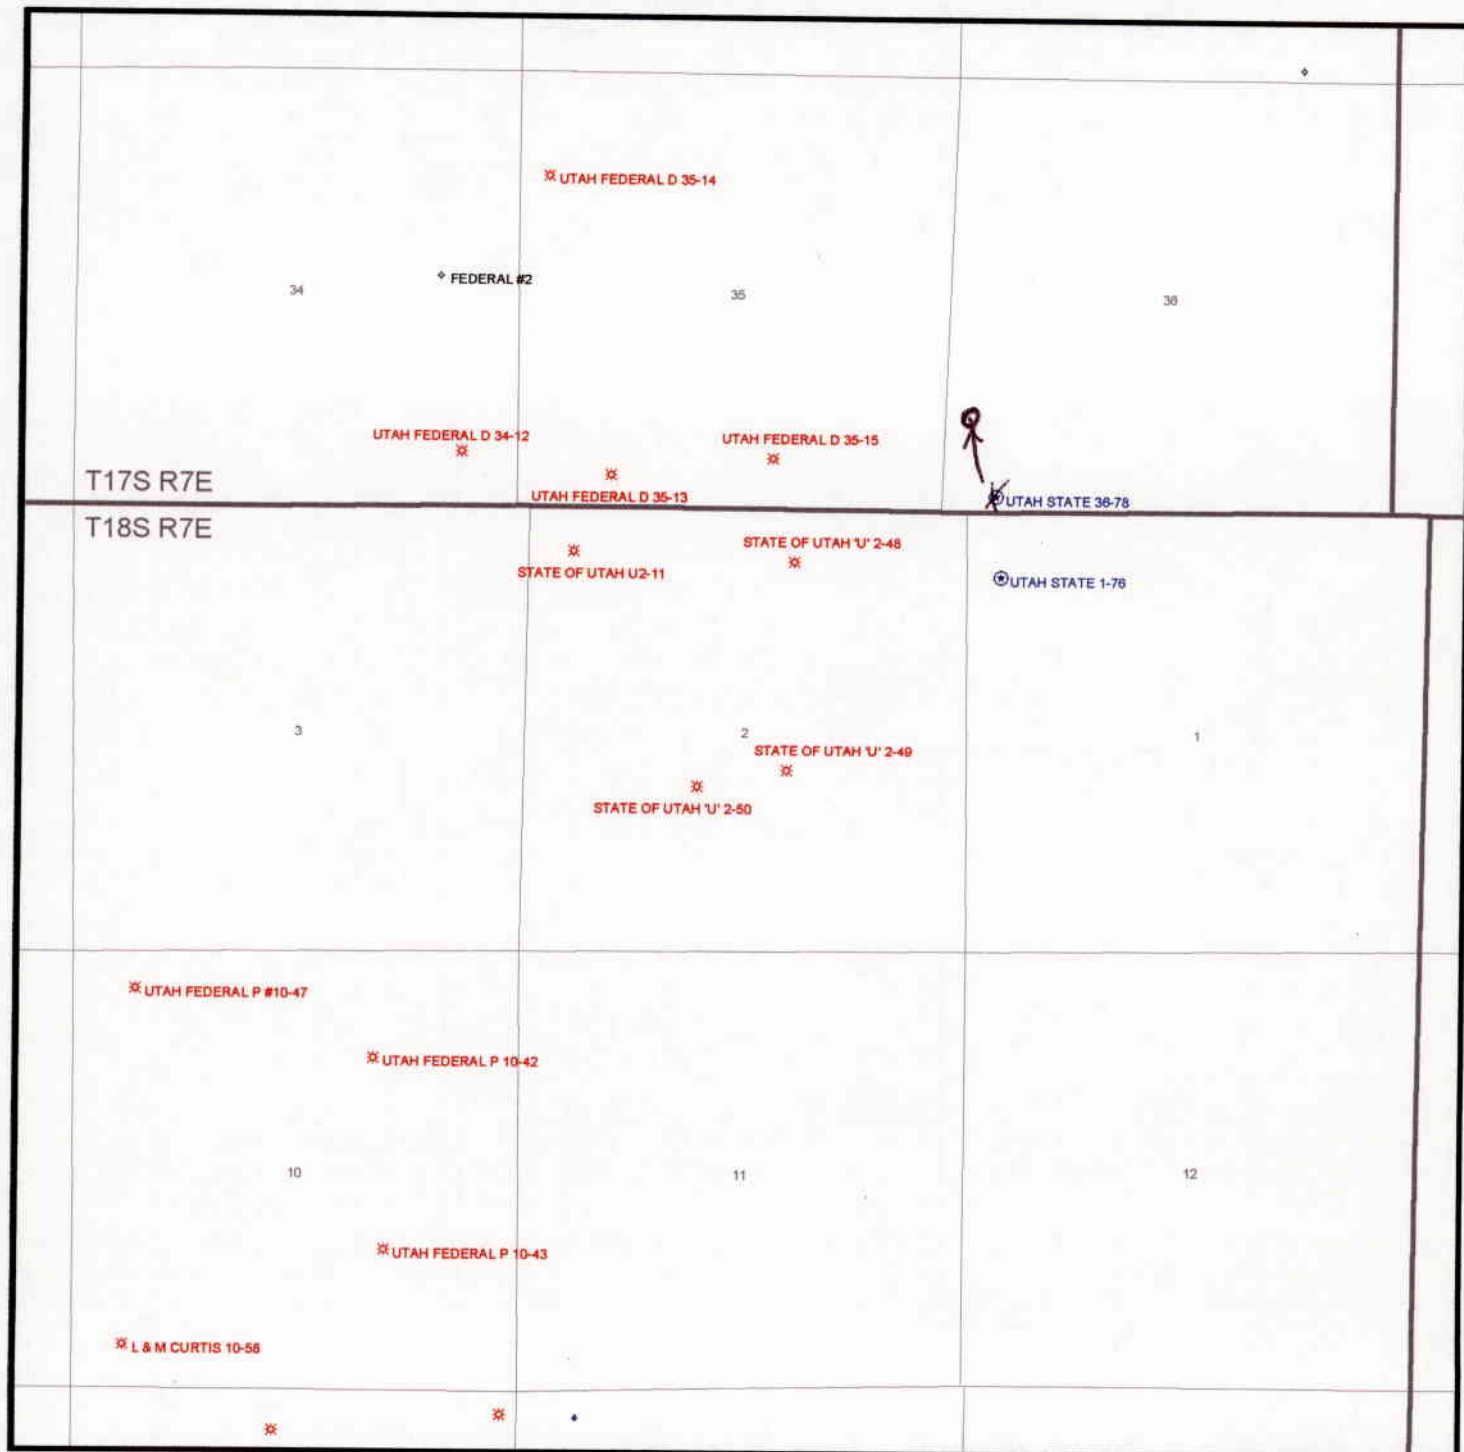 UTAH FEDERAL D 35-14
FEDERAL #2
34
35
36
UTAH FEDERAL D 34-12
UTAH FEDERAL D 35-15
T17S R7E
UTAH FEDERAL D 35-13
UTAH STATE 36-78
T18S R7E
STATE OF UTAH 'U' 2-48
STATE OF UTAH U2-11
UTAH STATE 1-76
3
2
1
STATE OF UTAH 'U' 2-49
STATE OF UTAH 'U' 2-50
UTAH FEDERAL P #10-47
UTAH FEDERAL P 10-42
10
11
12
UTAH FEDERAL P 10-43
L & M CURTIS 10-58